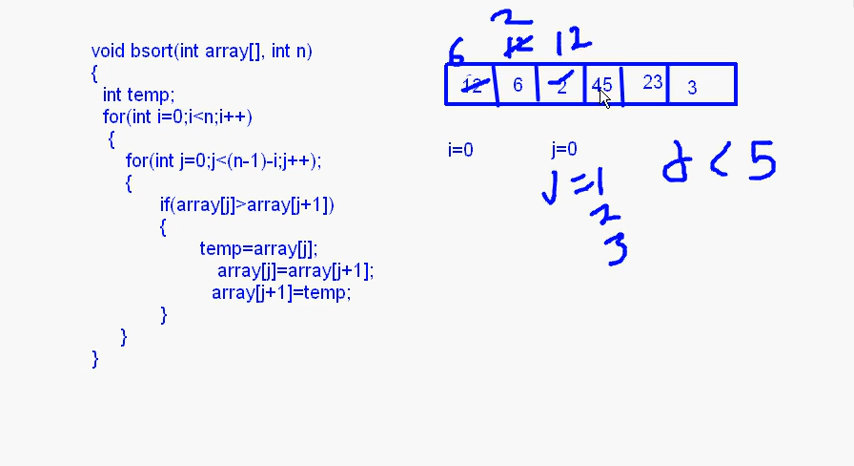 void bsort(int array[], int n)
{
int temp;
for(int i=0;i<n;i++)
{
for(int j=0;j<(n-1)-i;j++);
{
if(array[j]>array[j+1])
{
temp=array[j];
array[j]=array[j+1];
array[j+1]=temp;
}
}
}
2
6 12 12
12 6 2 45 23 3
i=0 j=0
j=1 j<5
2
3